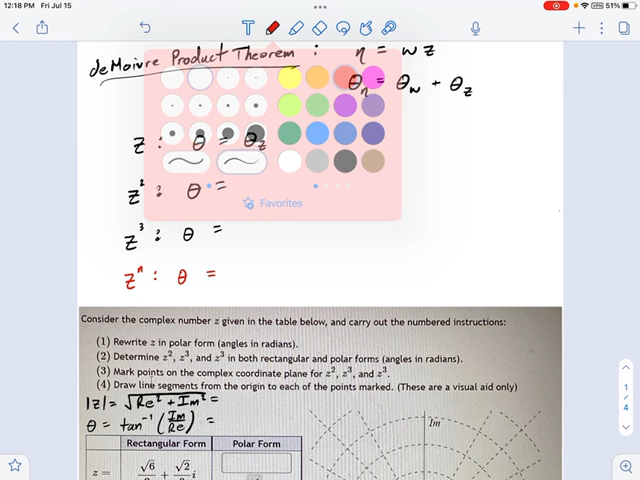 12:18 PM Fri Jul 15
VPN 51%
deMoivre Product Theorem : η = w z
θη = θw + θz
z : θ = θz
z² : θ =
z³ : θ =
zⁿ : θ =
Favorites
Consider the complex number z given in the table below, and carry out the numbered instructions:
(1) Rewrite z in polar form (angles in radians).
(2) Determine z², z³, and z³ in both rectangular and polar forms (angles in radians).
(3) Mark points on the complex coordinate plane for z², z³, and z³.
(4) Draw line segments from the origin to each of the points marked. (These are a visual aid only)
|z| = √Re² + Im² =
θ = tan⁻¹ (Im/Re) =
Rectangular Form Polar Form
Im
z = √6 √2
+ i
1
/
4